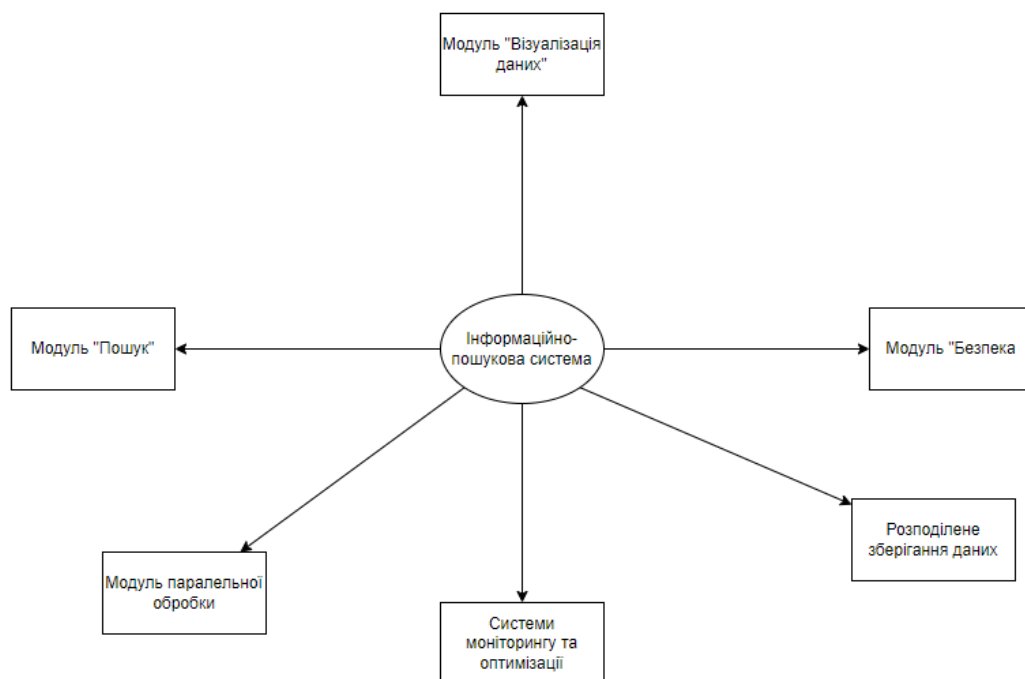 Модуль "Візуалізація
даних"
Інформаційно-
пошукова система
Модуль "Пошук"
Модуль "Безпека
Розподілене
зберігання даних
Модуль паралельної
обробки
Системи
моніторингу та
оптимізації